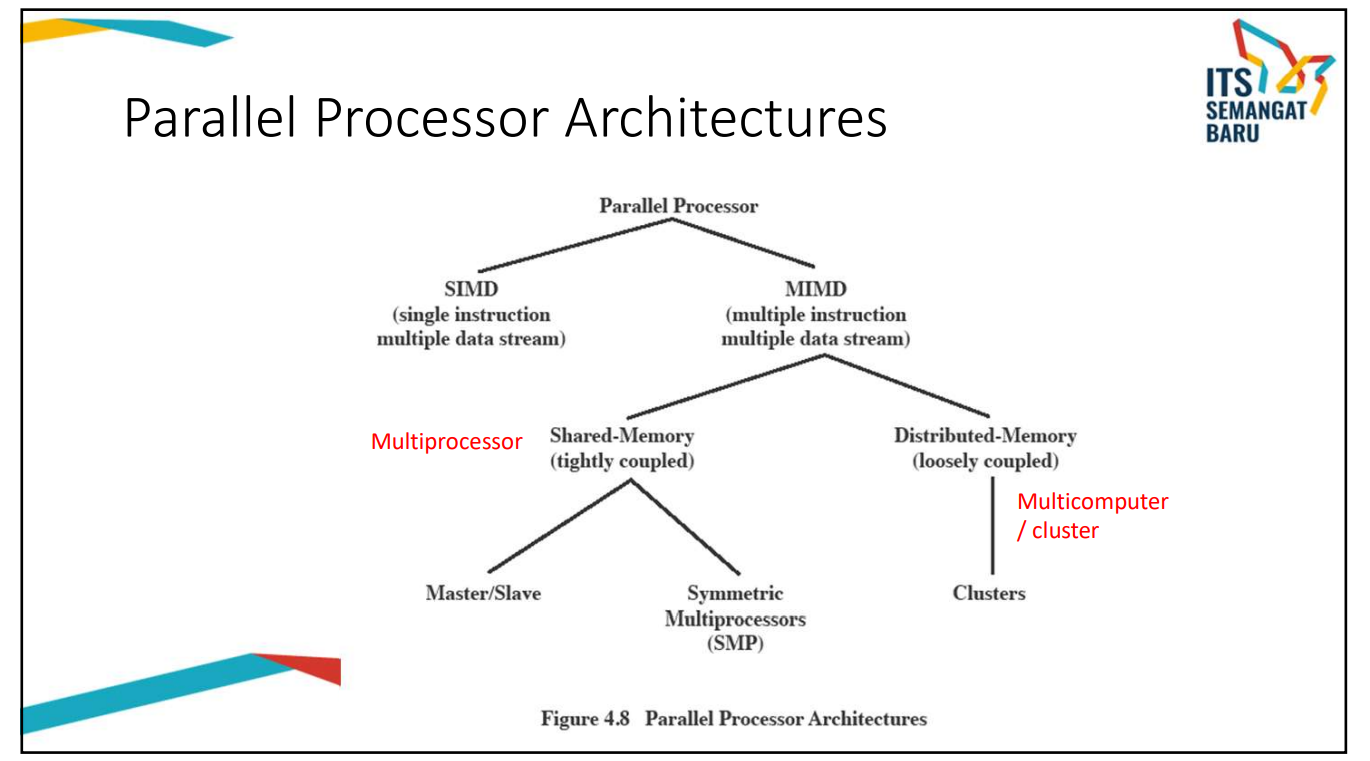 ITS
SEMANGAT
BARU
Parallel Processor Architectures
Parallel Processor
SIMD
(single instruction
multiple data stream)
MIMD
(multiple instruction
multiple data stream)
Multiprocessor
Shared-Memory
(tightly coupled)
Distributed-Memory
(loosely coupled)
Multicomputer
/ cluster
Master/Slave
Symmetric
Multiprocessors
(SMP)
Clusters
Figure 4.8 Parallel Processor Architectures